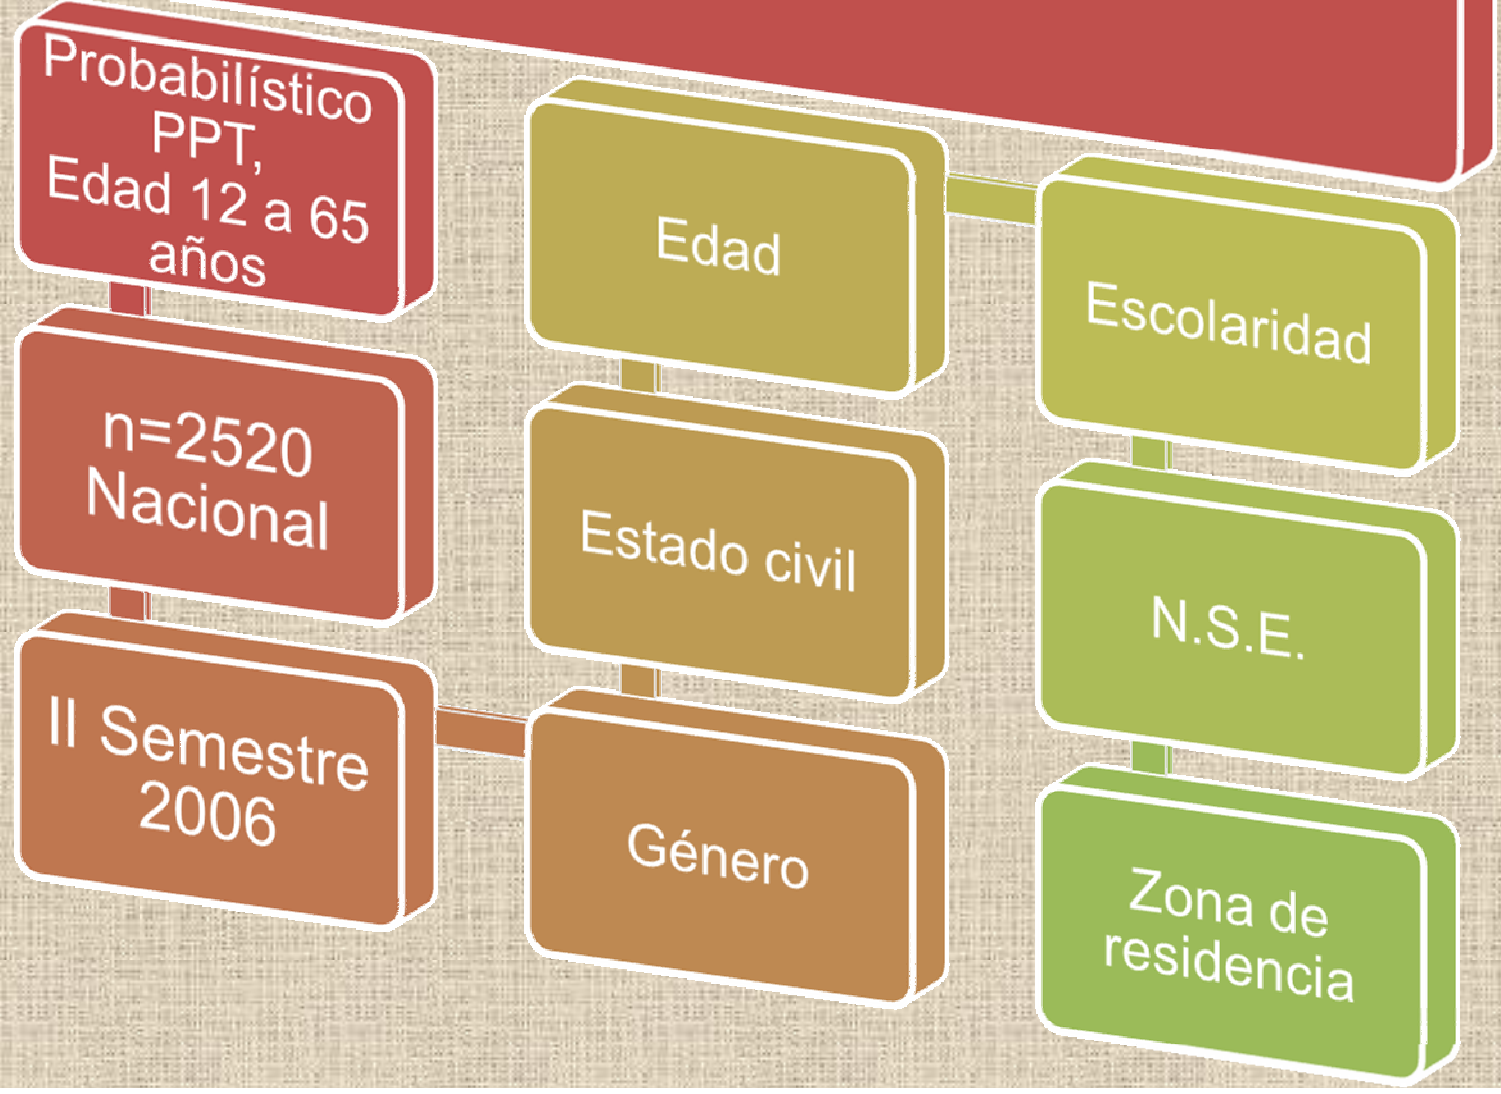 Probabilístico
PPT,
Edad 12 a 65
años
n=2520
Nacional
II Semestre
2006
Género
Estado civil
Edad
Escolaridad
N.S.E.
Zona de
residencia